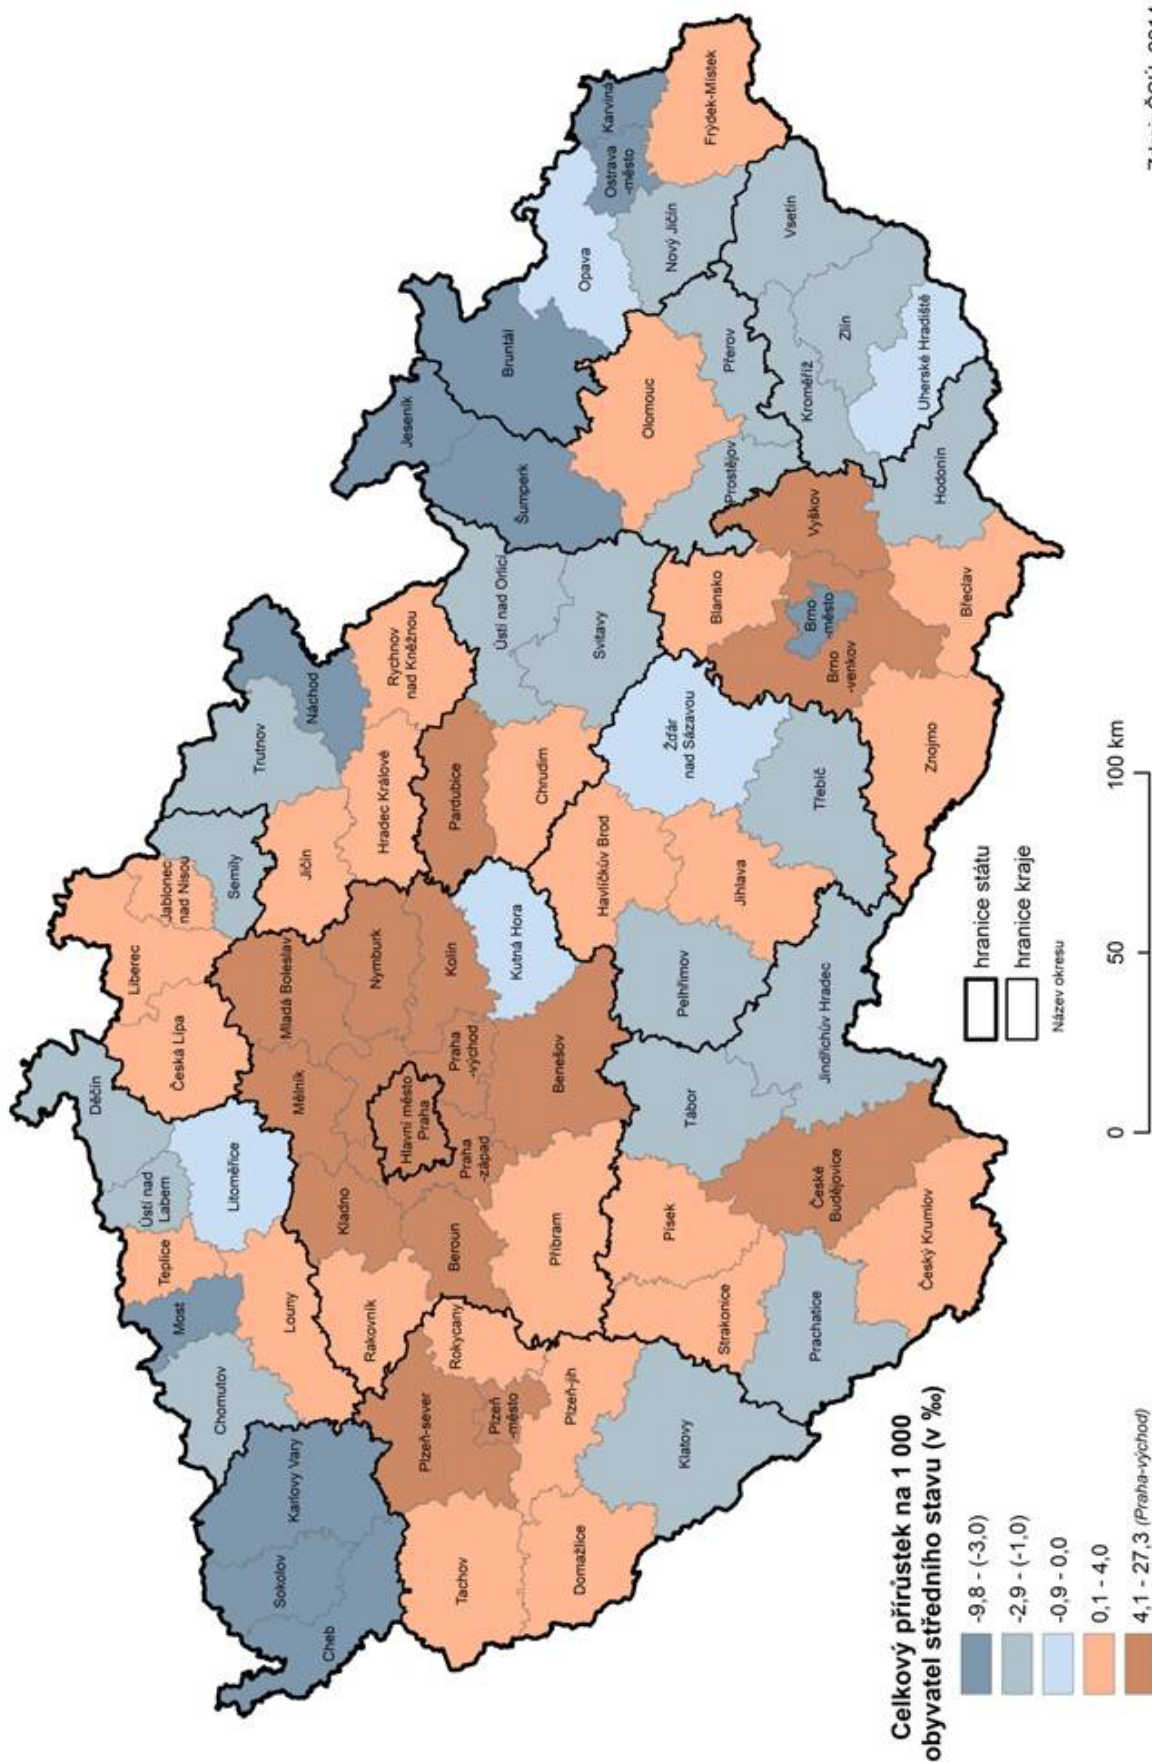 Děčín
Liberec
Jablonec
nad Nisou
Česká Lípa
Semily
Trutnov
Ústí nad
Labem
Teplice
Most
Litoměřice
Chomutov
Louny
Mělník
Mladá Boleslav
Jičín
Náchod
Jeseník
Karlovy Vary
Sokolov
Cheb
Rakovník
Kladno
Hlavní město
Praha
Praha
-východ
Praha
-západ
Nymburk
Kolín
Hradec Králové
Rychnov
nad Kněžnou
Pardubice
Ústí nad Orlicí
Šumperk
Bruntál
Opava
Ostrava
-město
Karviná
Tachov
Plzeň-sever
Plzeň
-město
Rokycany
Beroun
Kutná Hora
Chrudim
Svitavy
Olomouc
Nový Jičín
Frýdek-Místek
Domažlice
Plzeň-jih
Příbram
Benešov
Havlíčkův Brod
Žďár
nad Sázavou
Blansko
Prostějov
Přerov
Vsetín
Klatovy
Strakonice
Písek
Tábor
Pelhřimov
Jihlava
Třebíč
Brno
-město
Brno
-venkov
Vyškov
Kroměříž
Zlín
Uherské Hradiště
Prachatice
České
Budějovice
Český Krumlov
Jindřichův Hradec
Znojmo
Břeclav
Hodonín
Celkový přírůstek na 1 000
obyvatel středního stavu (v ‰)
-9,8 - (-3,0)
-2,9 - (-1,0)
-0,9 - 0,0
0,1 - 4,0
4,1 - 27,3 (Praha-východ)
hranice státu
hranice kraje
Název okresu
0 50 100 km